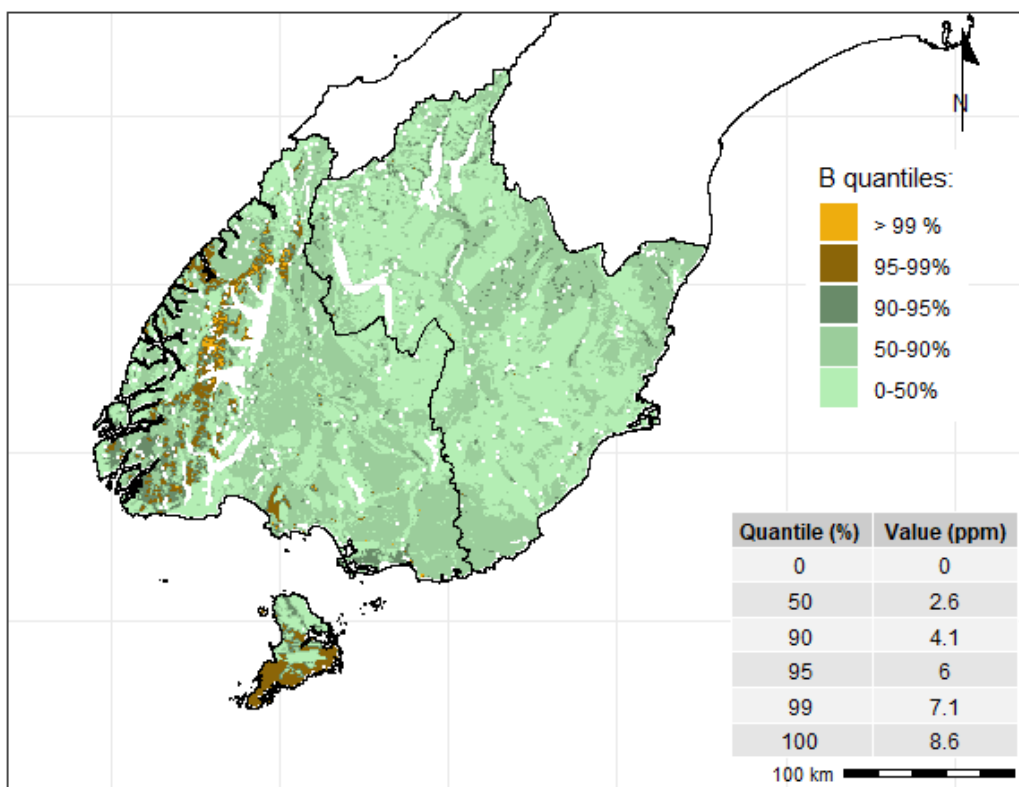 N
B quantiles:
> 99 %
95-99%
90-95%
50-90%
0-50%
Quantile (%) Value (ppm)
0 0
50 2.6
90 4.1
95 6
99 7.1
100 8.6
100 km